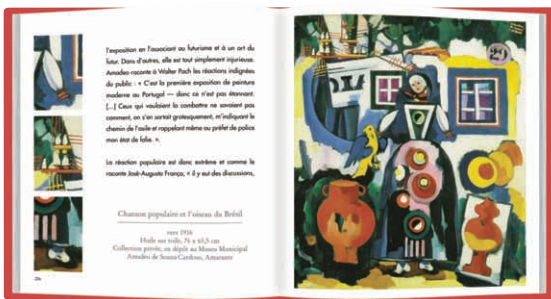 l'exposition en l'associant au futurisme et à un art du
futur. Dans d'autres, elle est tout simplement injurieuse.
Amadeo raconte à Walter Pach les réactions indignées
du public : « C'est la première exposition de peinture
moderne au Portugal — donc ce n'est pas étonnant.
[...] Ceux qui voulaient la combattre ne savaient pas
comment, on s'en sortait grotesquement, m'indiquant le
chemin de l'asile et rappelant même au préfet de police
mon état de folie. ».
La réaction populaire est donc extrême et comme le
raconte José-Augusto França, « il y eut des discussions,
Chanson populaire et l'oiseau du Brésil
vers 1916
Huile sur toile, 76 x 65,5 cm
Collection privée, en dépôt au Museu Municipal
Amadeo de Souza-Cardoso, Amarante
26
21